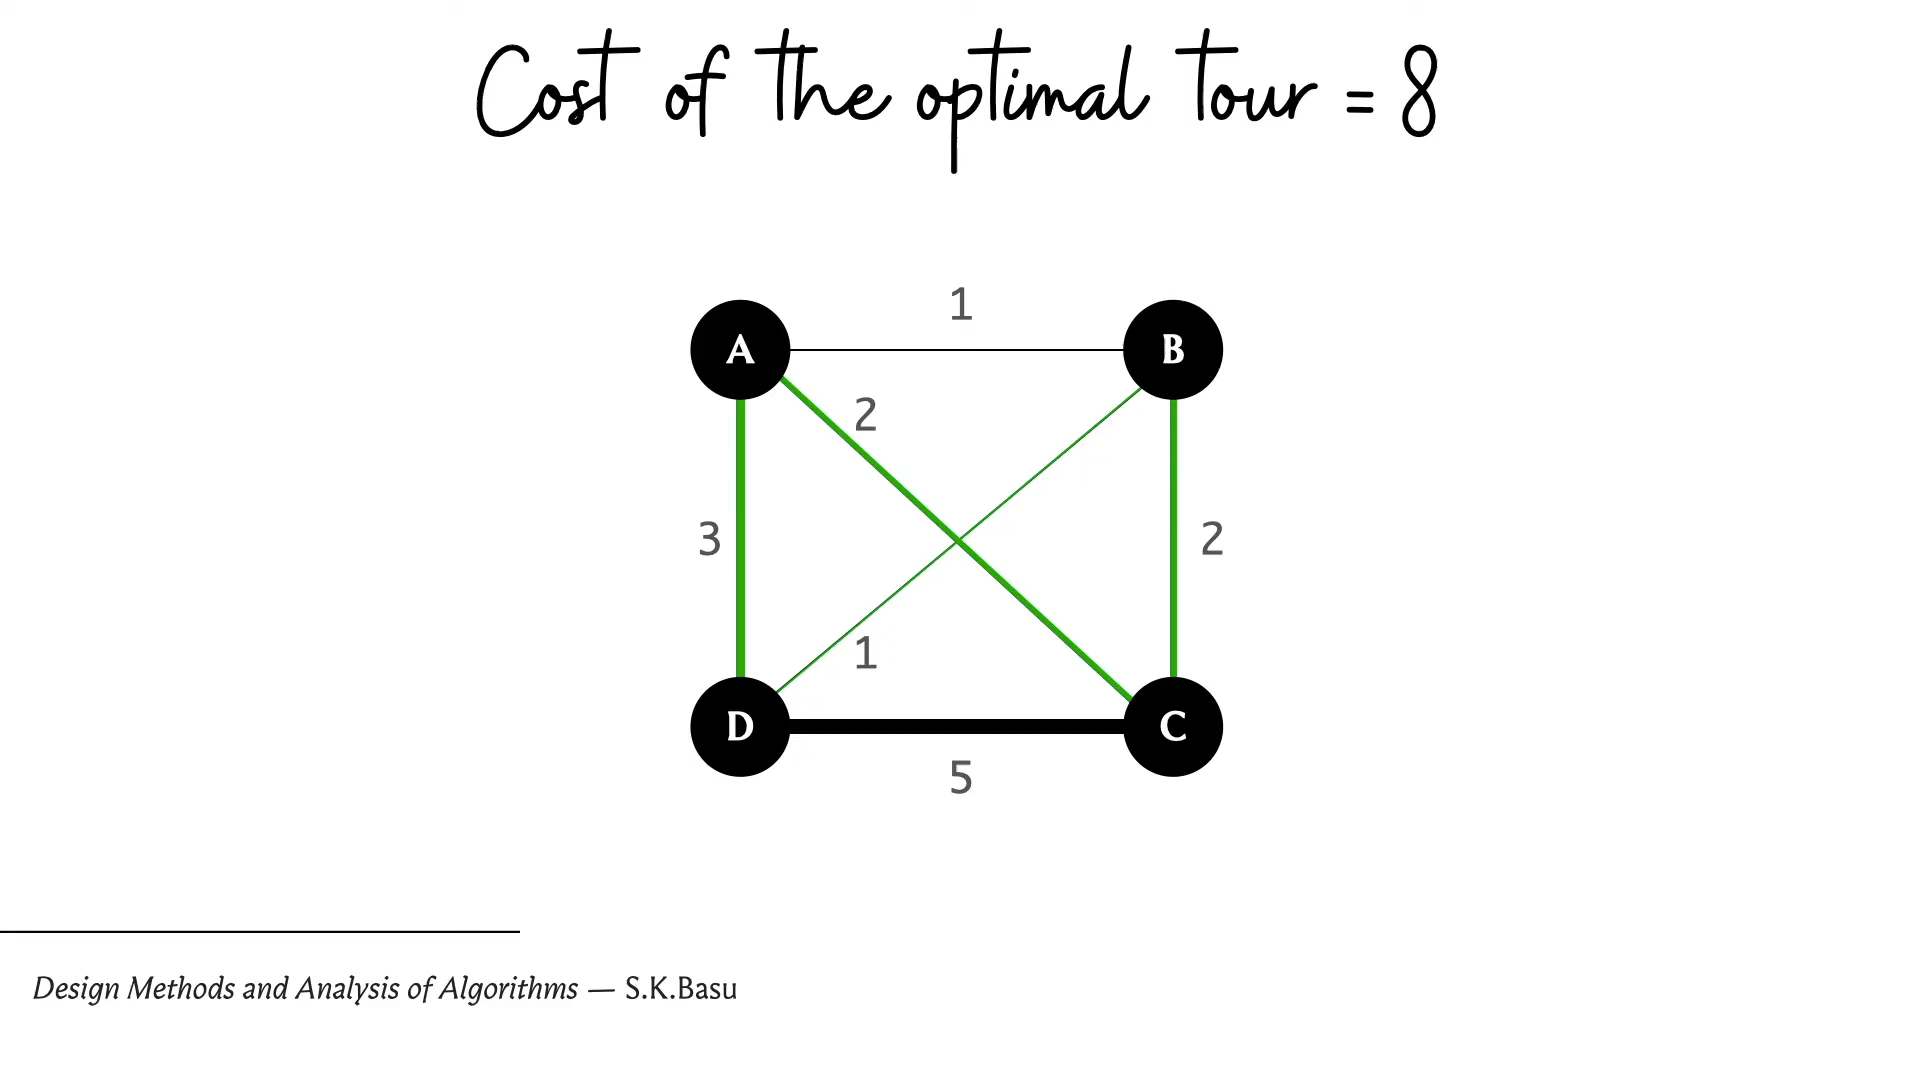 Cost of the optimal tour = 8
1
A
B
2
3
2
1
D
C
5
Design Methods and Analysis of Algorithms — S.K.Basu